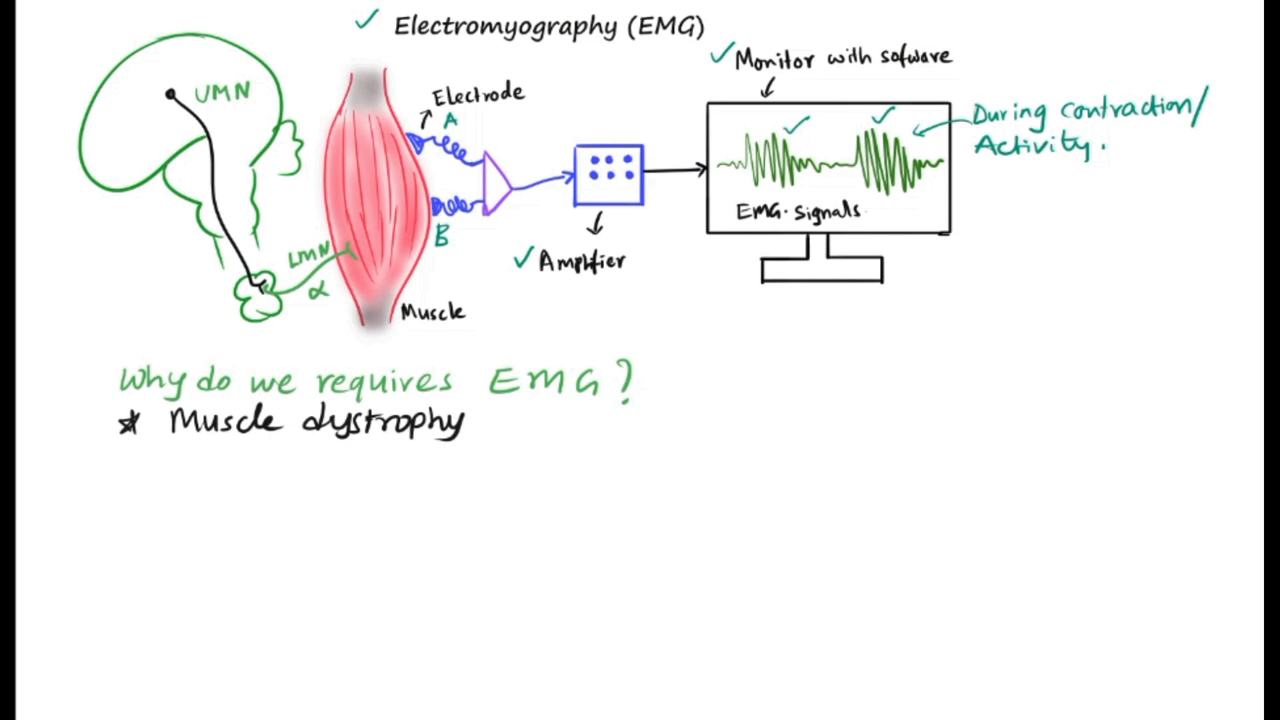 ✓ Electromyography (EMG)
✓ Monitor with sofware
UMN
Electrode
A
During contraction/
Activity.
EMG. signals.
B
LMN
α
✓ Amplifier
Muscle
Why do we requires EMG?
* Muscle dystrophy